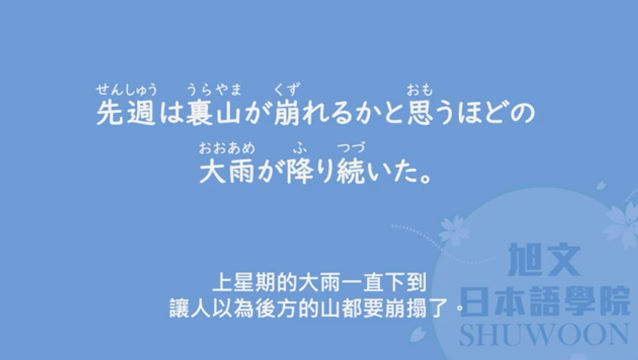 せんしゅう うらやま くず おも
先週は裏山が崩れるかと思うほどの
おおあめ ふ つづ
大雨が降り続いた。
上星期的大雨一直下到
讓人以為後方的山都要崩塌了。
旭文
日本語學院
SHUWOON